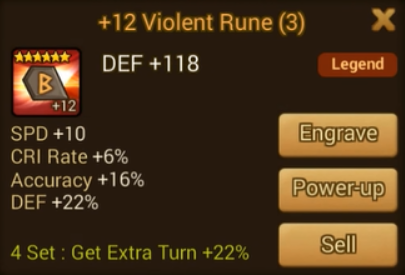 +12 Violent Rune (3)
DEF +118
Legend
+12
SPD +10
CRI Rate +6%
Accuracy +16%
DEF +22%
4 Set : Get Extra Turn +22%
Engrave
Power-up
Sell